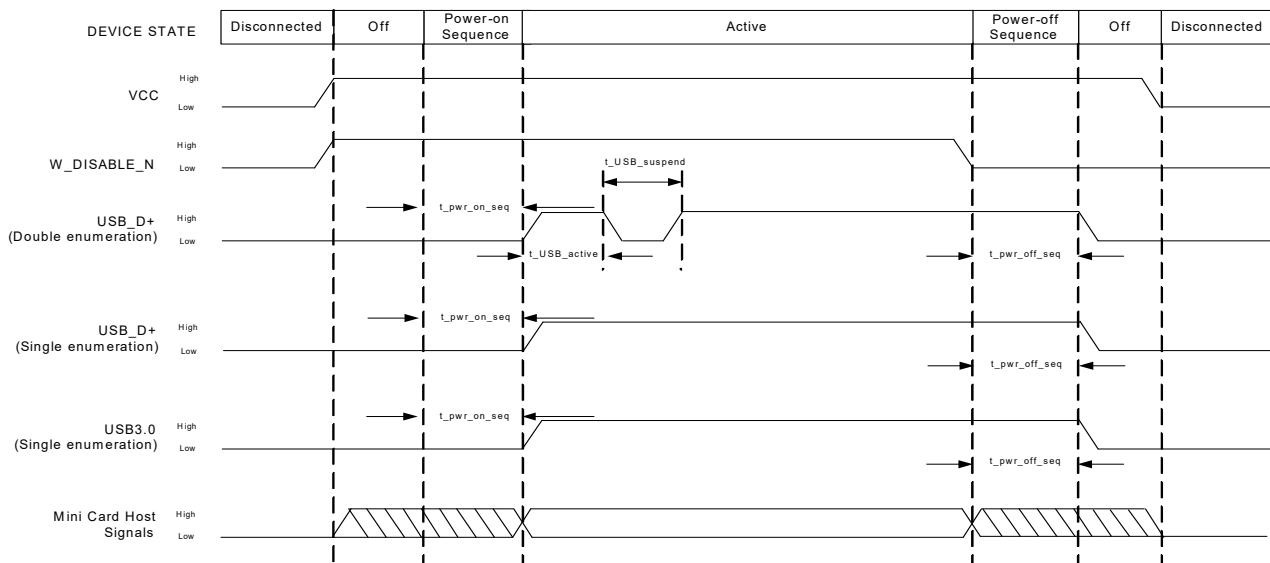 DEVICE STATE Disconnected Off Power-on Sequence Active Power-off Sequence Off Disconnected
VCC High
Low
W_DISABLE_N High
Low
t_USB_suspend
USB_D+ (Double enumeration) High
Low
t_pwr_on_seq
t_USB_active
t_pwr_off_seq
USB_D+ (Single enumeration) High
Low
t_pwr_on_seq
t_pwr_off_seq
USB3.0 (Single enumeration) High
Low
t_pwr_on_seq
t_pwr_off_seq
Mini Card Host Signals High
Low